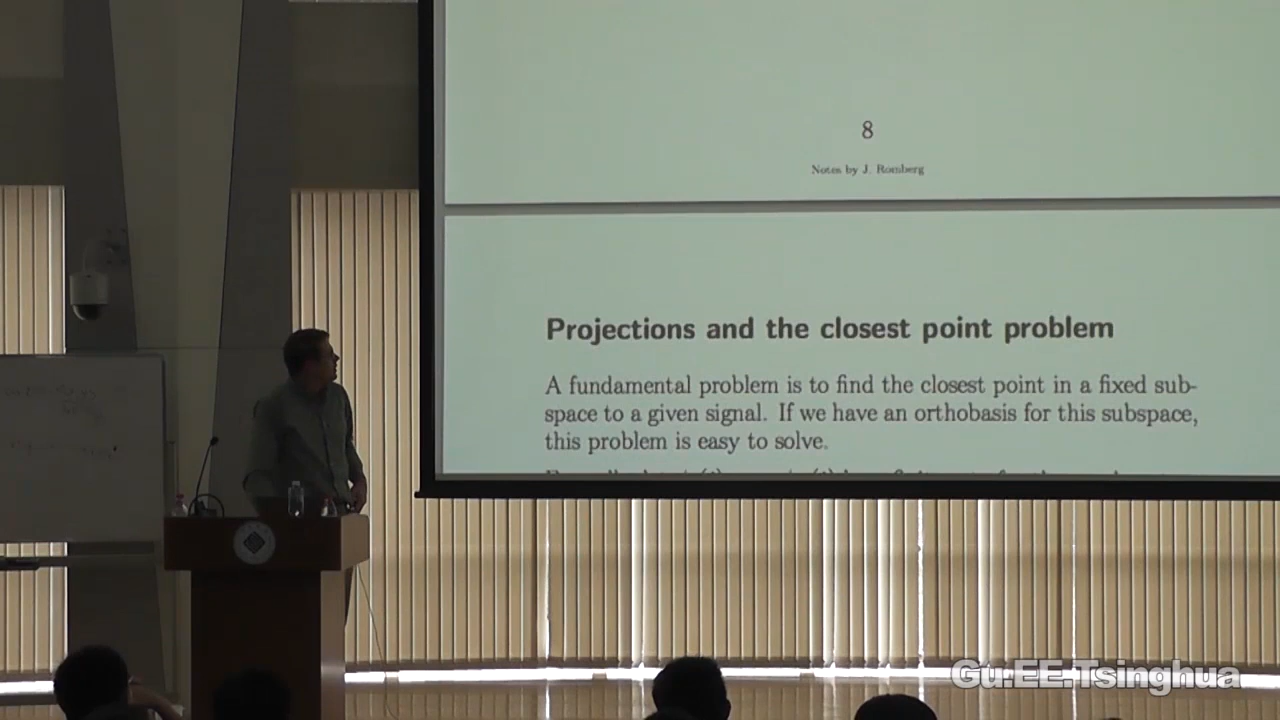 8
Notes by J. Romberg
Projections and the closest point problem
A fundamental problem is to find the closest point in a fixed sub-
space to a given signal. If we have an orthobasis for this subspace,
this problem is easy to solve.
Gu.EE.Tsinghua